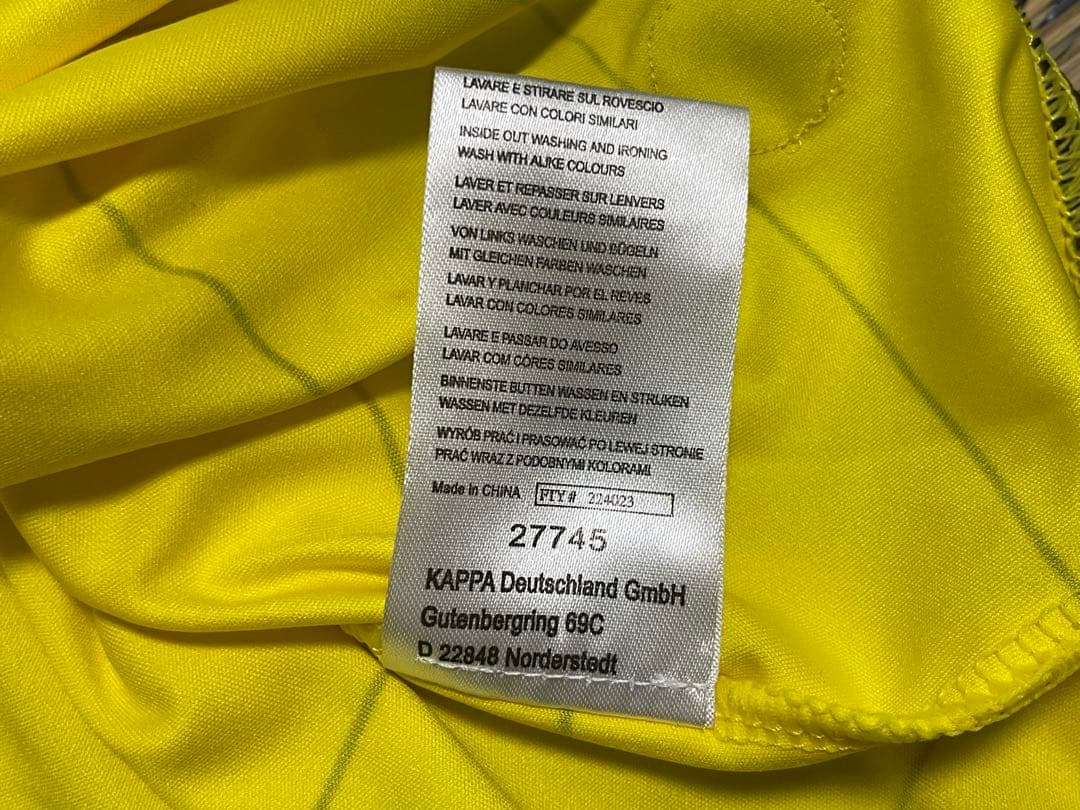 LAVARE E STIRARE SUL ROVESCIO
LAVARE CON COLORI SIMILARI
INSIDE OUT WASHING AND IRONING
WASH WITH ALIKE COLOURS
LAVER ET REPASSER SUR LENVERS
LAVER AVEC COULEURS SIMILAIRES
VON LINKS WASCHEN UND BÜGELN
MIT GLEICHEN FARBEN WASCHEN
LAVAR Y PLANCHAR POR EL REVES
LAVAR CON COLORES SIMILARES
LAVARE E PASSAR DO AVESSO
LAVAR COM CÔRES SIMILARES
BINNENSTE BUTTEN WASSEN EN STRIJKEN
WASSEN MET DEZELFDE KLEUREN
WYRÓB PRAĆ I PRASOWAĆ PO LEWEJ STRONIE
PRAĆ WRAZ Z PODOBNYMI KOLORAMI
Made in CHINA FTY # 224023
27745
KAPPA Deutschland GmbH
Gutenbergring 69C
D 22848 Norderstedt